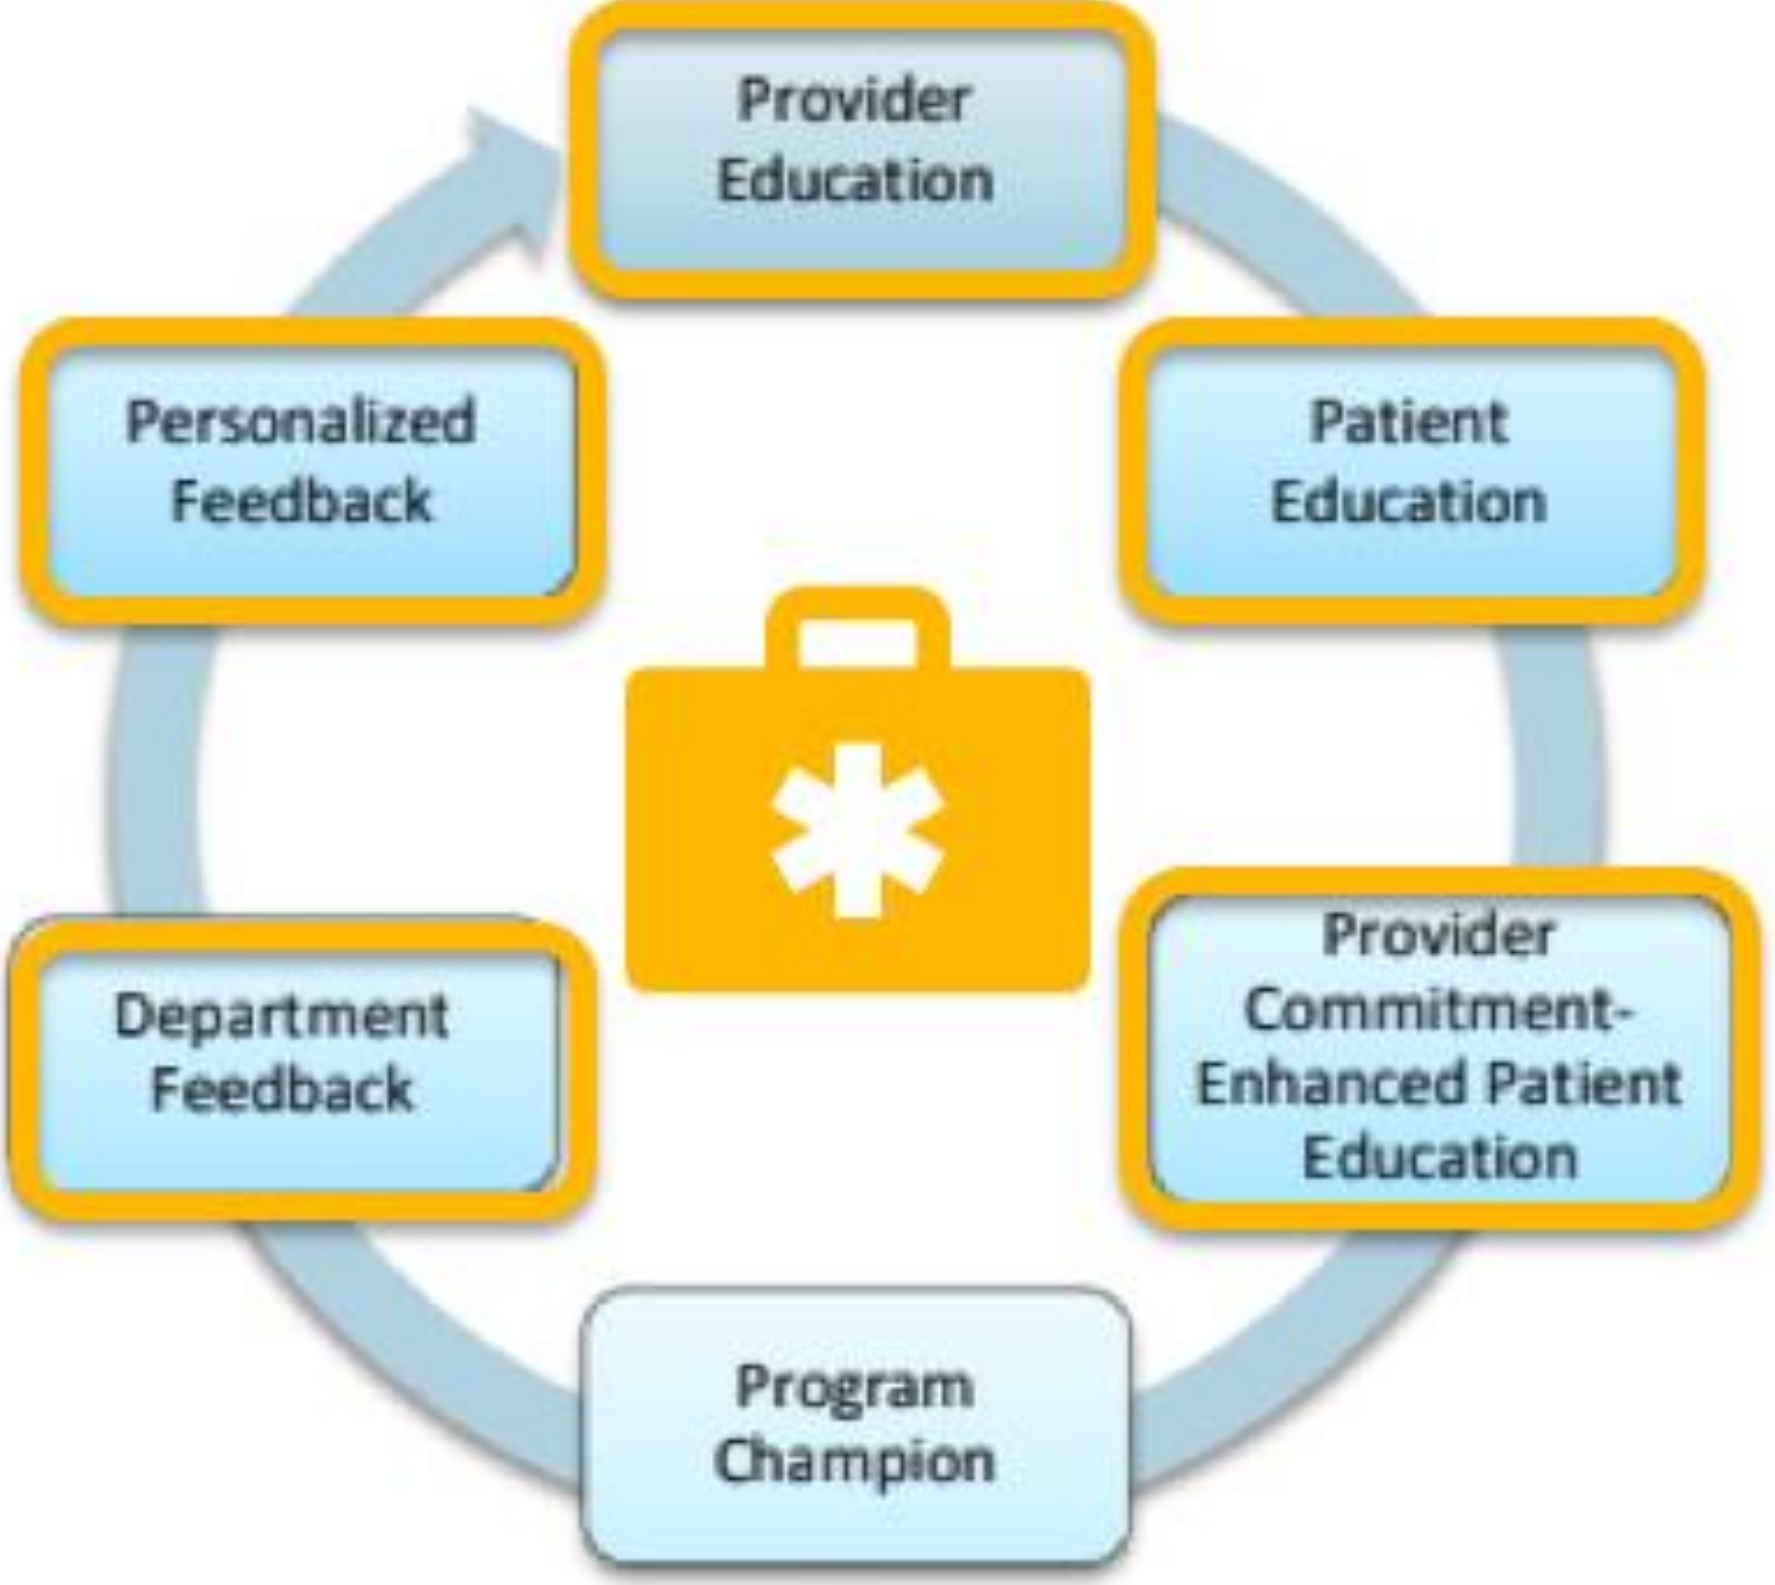 Provider
Education
Patient
Education
Provider
Commitment-
Enhanced Patient
Education
Program
Champion
Department
Feedback
Personalized
Feedback